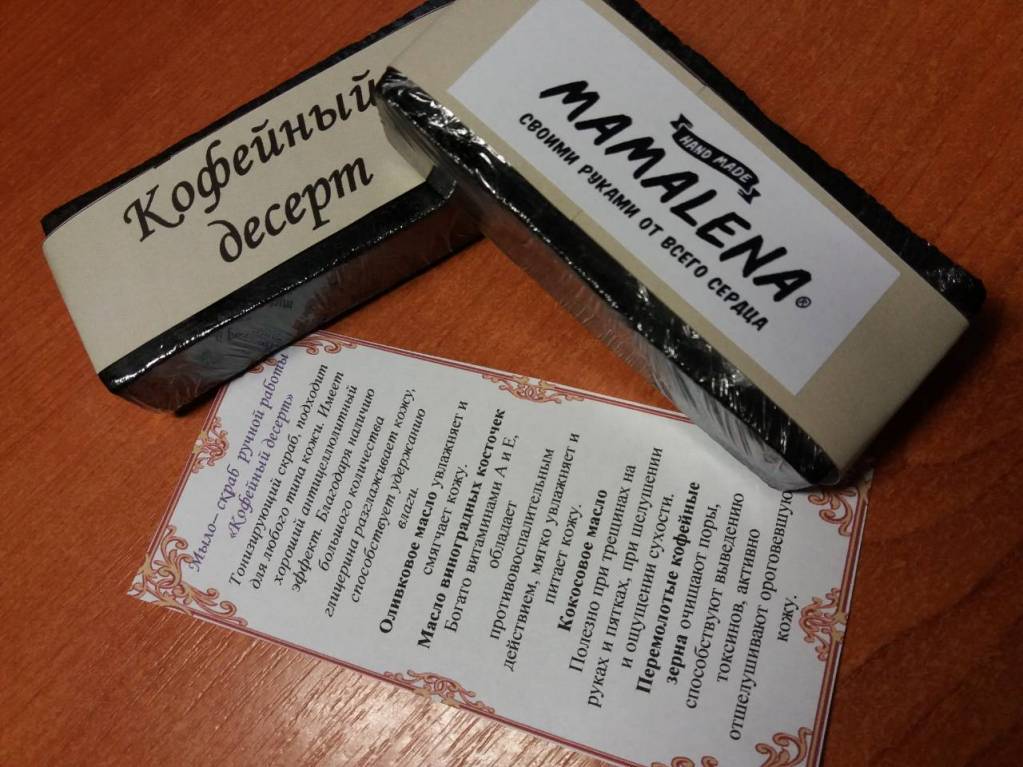 Кофейный
десерт
HAND MADE
MAMALENA®
СВОИМИ РУКАМИ ОТ ВСЕГО СЕРДЦА
Мыло– скраб ручной работы
«Кофейный десерт»
Тонизирующий скраб, подходит
для любого типа кожи. Имеет
хороший антицеллюлитный
эффект. Благодаря наличию
большого количества
глицерина разглаживает кожу,
способствует удержанию
влаги.
Оливковое масло увлажняет и
смягчает кожу.
Масло виноградных косточек
Богато витаминами А и Е,
обладает
противовоспалительным
действием, мягко увлажняет и
питает кожу.
Кокосовое масло
Полезно при трещинах на
руках и пятках, при шелушении
и ощущении сухости.
Перемолотые кофейные
зерна очищают поры,
способствуют выведению
токсинов, активно
отшелушивают ороговевшую
кожу.